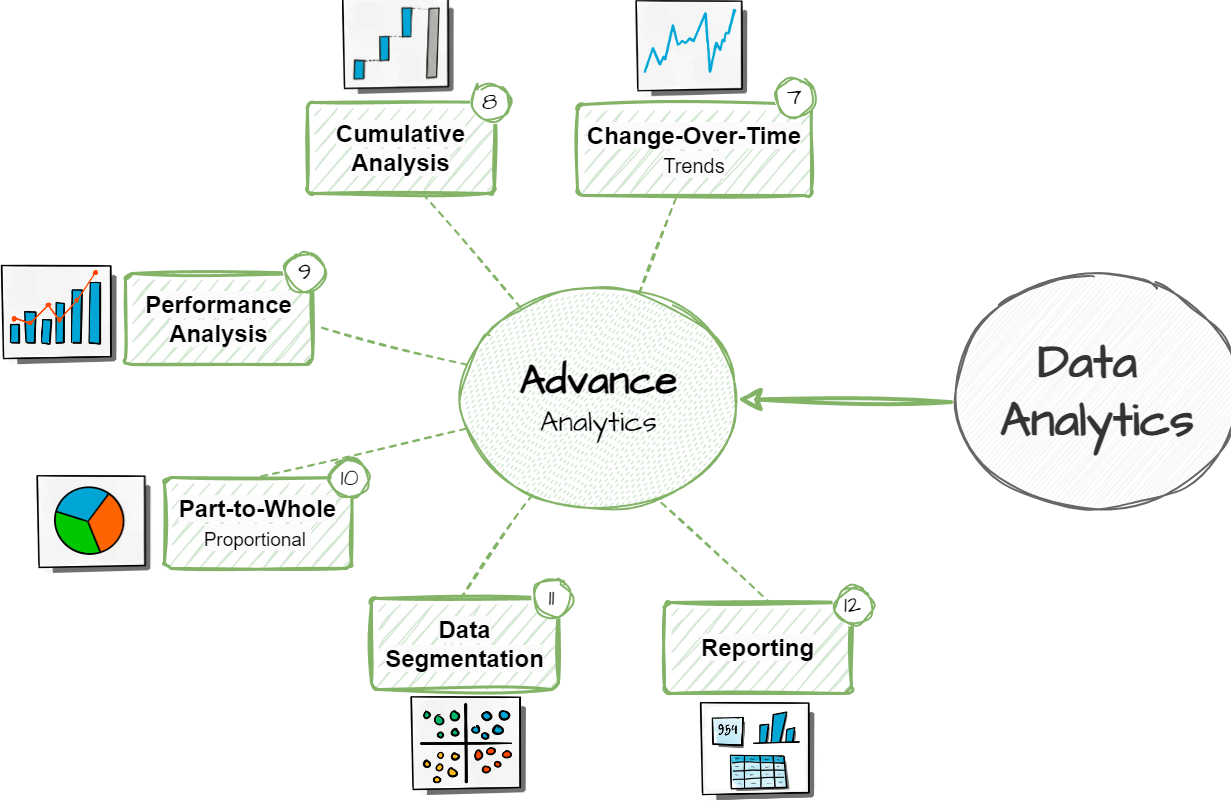 8
Cumulative
Analysis
7
Change-Over-Time
Trends
9
Performance
Analysis
Advance
Analytics
Data
Analytics
10
Part-to-Whole
Proportional
11
Data
Segmentation
12
Reporting
954